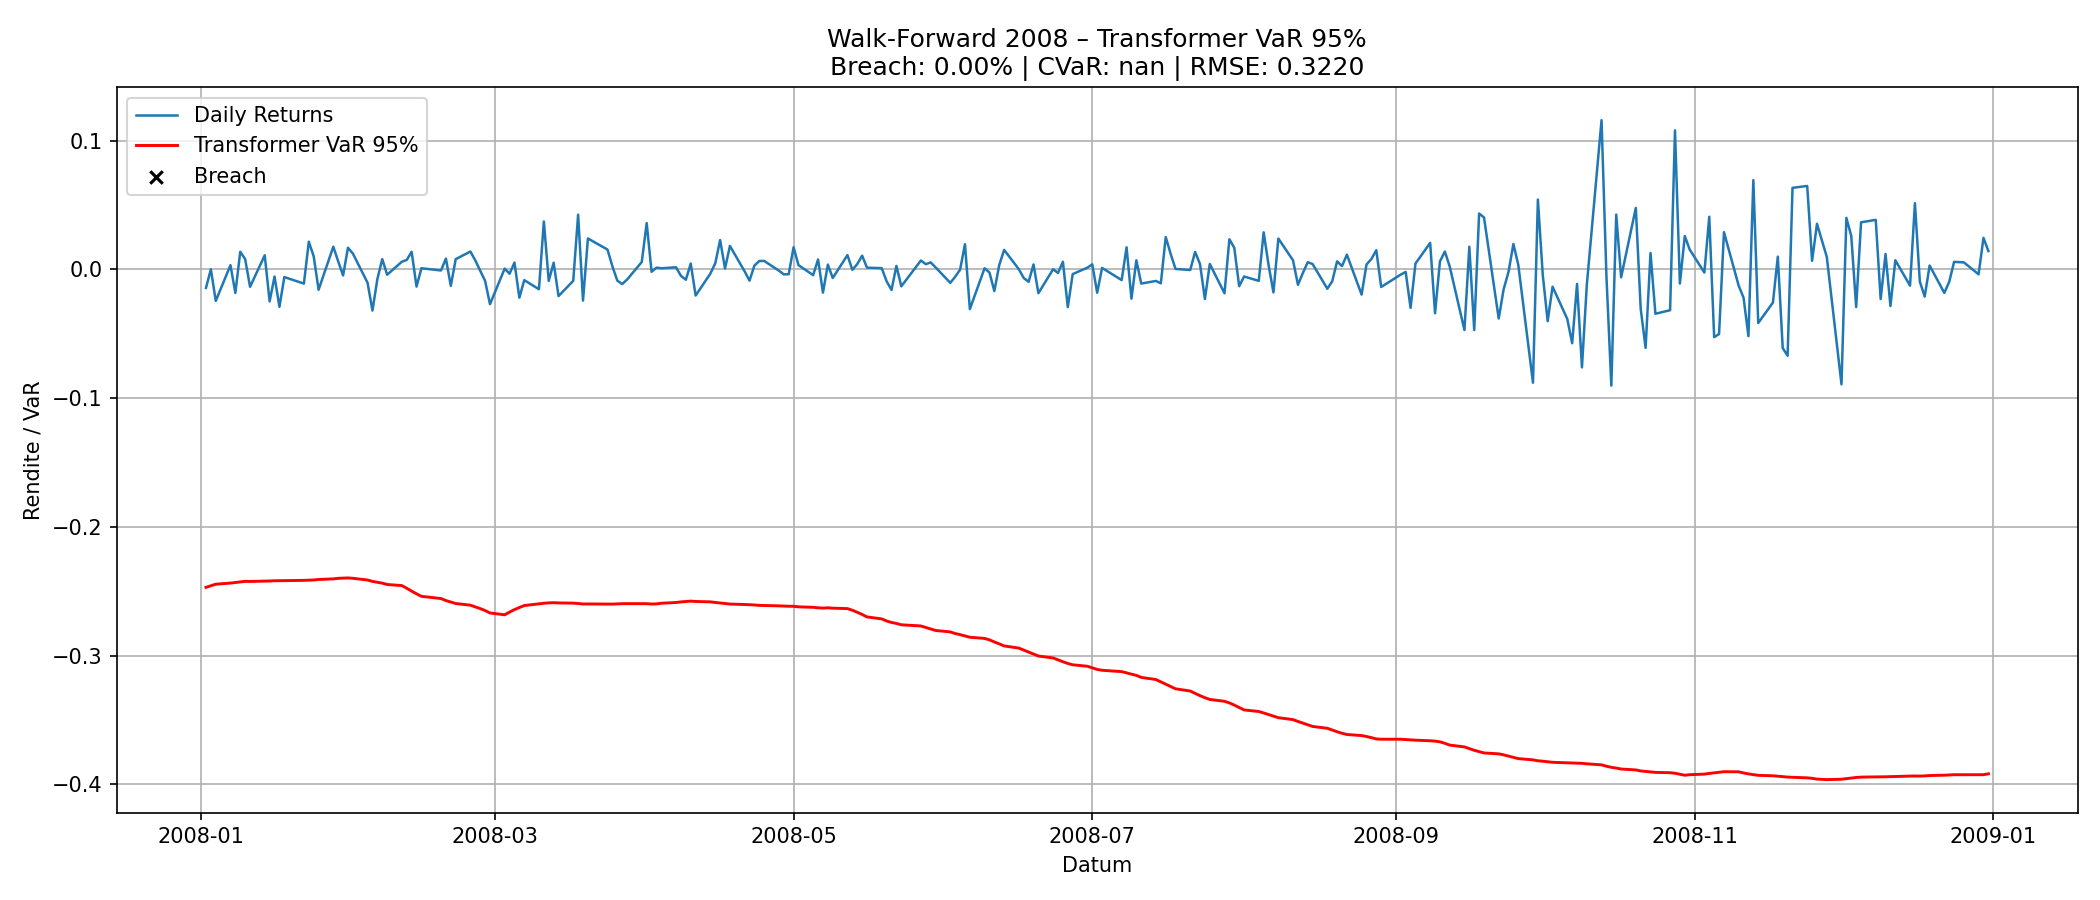 Walk-Forward 2008 – Transformer VaR 95%
Breach: 0.00% | CVaR: nan | RMSE: 0.3220
Daily Returns
Transformer VaR 95%
Breach
Rendite / VaR
0.1
0.0
−0.1
−0.2
−0.3
−0.4
2008-01
2008-03
2008-05
2008-07
2008-09
2008-11
2009-01
Datum